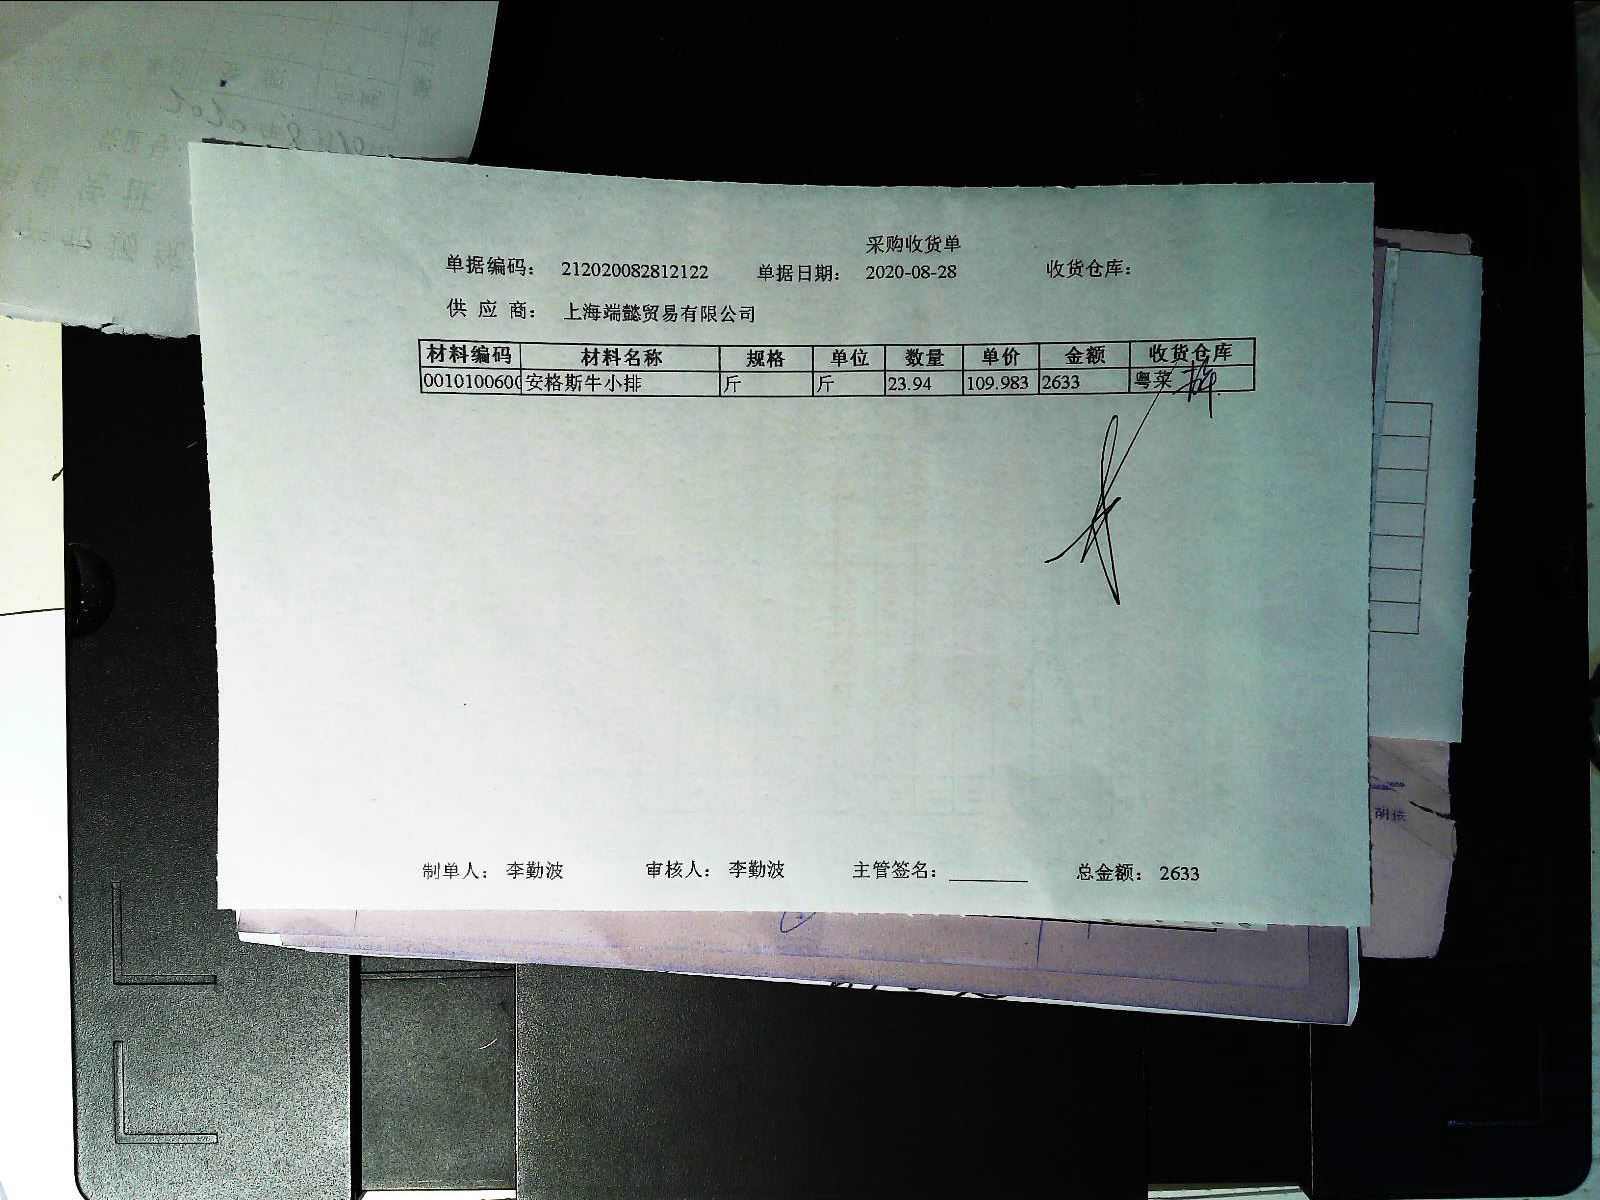 采购收货单
单据编码： 212020082812122 单据日期： 2020-08-28 收货仓库：
供 应 商： 上海端懿贸易有限公司
材料编码 材料名称 规格 单位 数量 单价 金额 收货仓库
001010060 安格斯牛小排 斤 斤 23.94 109.983 2633 粤菜
制单人： 李勤波 审核人： 李勤波 主管签名：________ 总金额： 2633